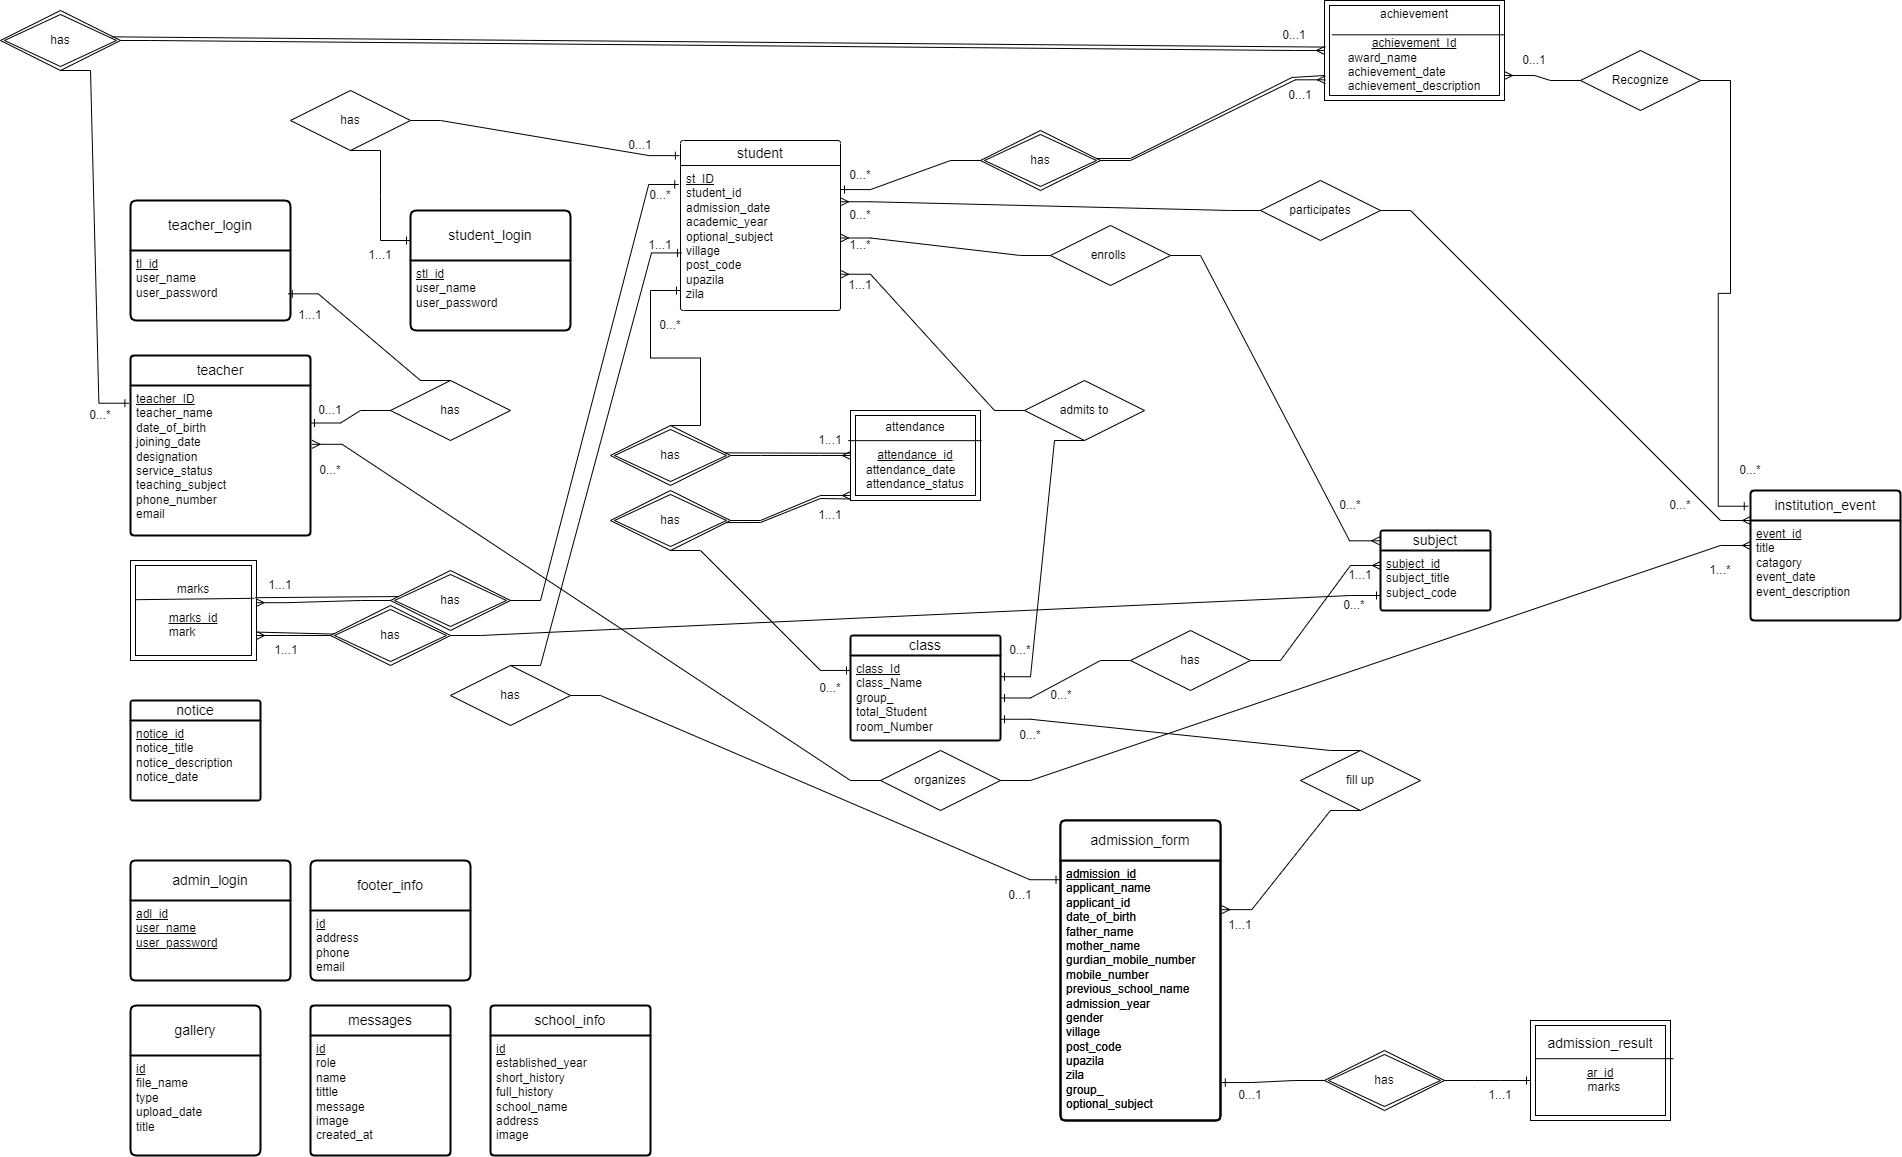 has
0...1
achievement
achievement_Id
award_name
achievement_date
achievement_description
0...1
0...1
Recognize
has
0...1
student
st_ID
student_id
admission_date
academic_year
optional_subject
village
post_code
upazila
zila
0...*
has
0...*
0...*
participates
1...1
0...*
1...*
enrolls
1...1
0...*
teacher_login
tl_id
user_name
user_password
1...1
student_login
stl_id
user_name
user_password
1...1
teacher
teacher_ID
teacher_name
date_of_birth
joining_date
designation
service_status
teaching_subject
phone_number
email
0...*
0...1
has
0...*
admits to
attendance
attendance_id
attendance_date
attendance_status
has
1...1
has
1...1
0...*
0...*
0...*
institution_event
event_id
title
catagory
event_date
event_description
1...*
subject
subject_id
subject_title
subject_code
1...1
0...*
marks
marks_id
mark
1...1
has
has
1...1
has
class
class_Id
class_Name
group_
total_Student
room_Number
0...*
0...*
0...*
has
0...*
notice
notice_id
notice_title
notice_description
notice_date
organizes
fill up
admission_form
admission_id
applicant_name
applicant_id
date_of_birth
father_name
mother_name
gurdian_mobile_number
mobile_number
previous_school_name
admission_year
gender
village
post_code
upazila
zila
group_
optional_subject
0...1
1...1
0...1
has
1...1
admission_result
ar_id
marks
admin_login
adl_id
user_name
user_password
footer_info
id
address
phone
email
gallery
id
file_name
type
upload_date
title
messages
id
role
name
tittle
message
image
created_at
school_info
id
established_year
short_history
full_history
school_name
address
image